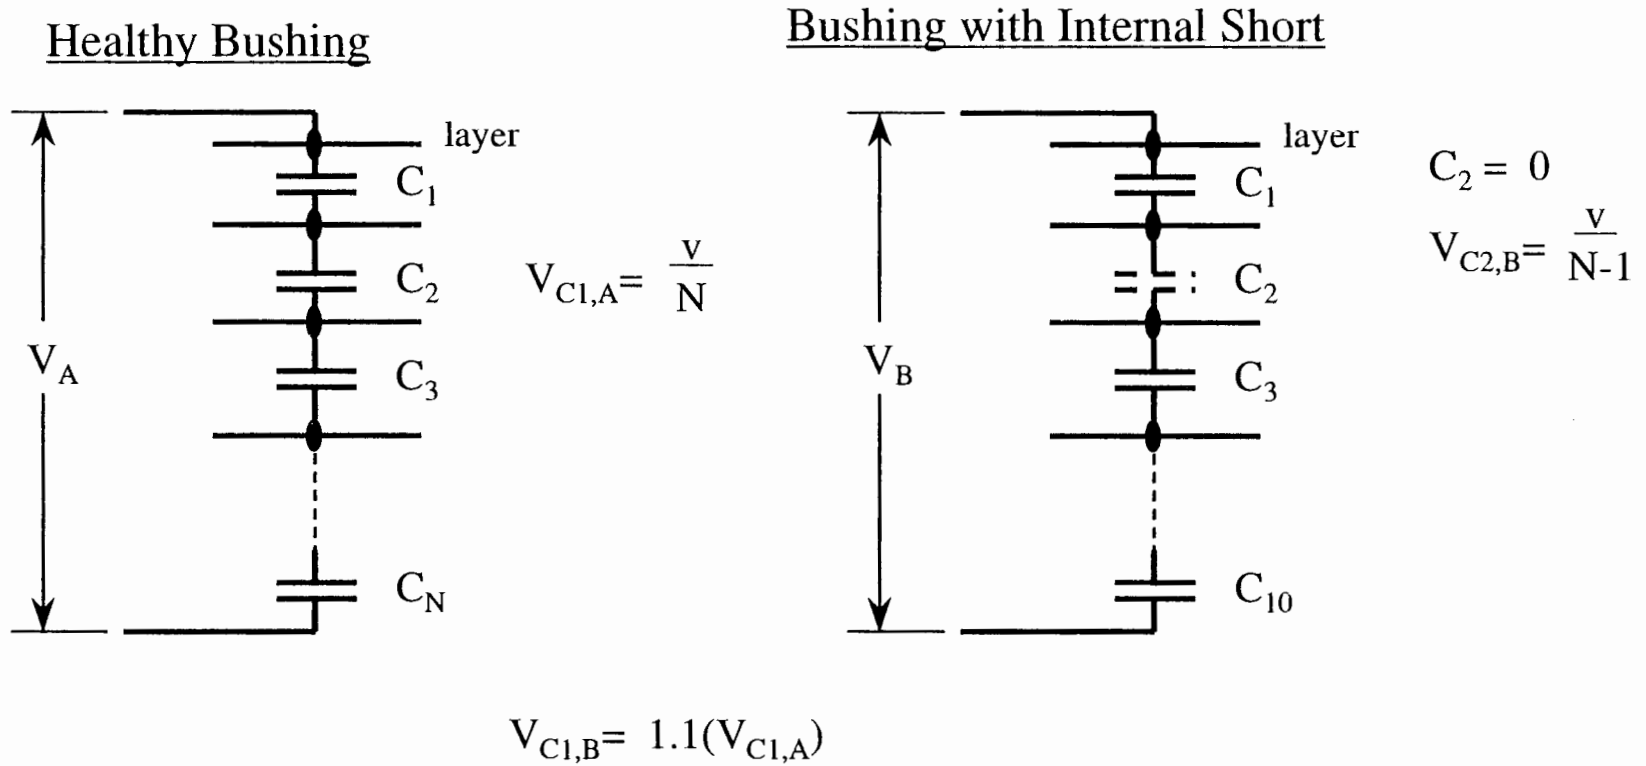 Healthy Bushing
Bushing with Internal Short
layer
C1
C2
C3
CN
VA
VC1,A= v/N
layer
C1
C2
C3
C10
VB
C2 = 0
VC2,B= v/N-1
VC1,B= 1.1(VC1,A)